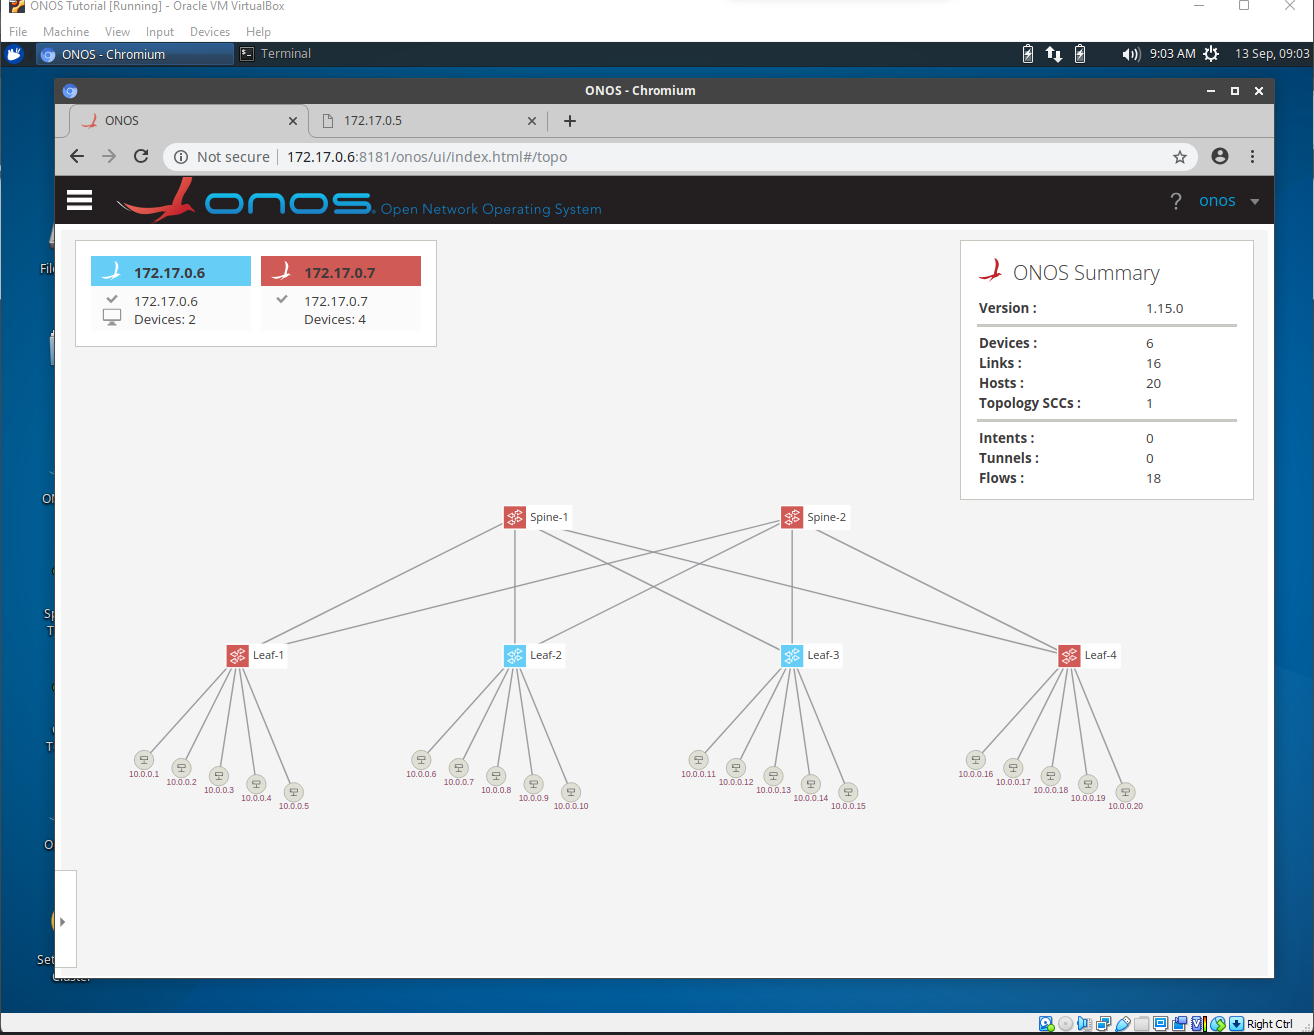 ONOS Tutorial [Running] - Oracle VM VirtualBox
File Machine View Input Devices Help
ONOS - Chromium Terminal 9:03 AM 13 Sep, 09:03
ONOS - Chromium
ONOS 172.17.0.5
Not secure 172.17.0.6:8181/onos/ui/index.html#/topo
onos Open Network Operating System ? onos
172.17.0.6 172.17.0.7
172.17.0.6 172.17.0.7
Devices: 2 Devices: 4
ONOS Summary
Version : 1.15.0
Devices : 6
Links : 16
Hosts : 20
Topology SCCs : 1
Intents : 0
Tunnels : 0
Flows : 18
Spine-1 Spine-2
Leaf-1 Leaf-2 Leaf-3 Leaf-4
10.0.0.1 10.0.0.2 10.0.0.3 10.0.0.4 10.0.0.5
10.0.0.6 10.0.0.7 10.0.0.8 10.0.0.9 10.0.0.10
10.0.0.11 10.0.0.12 10.0.0.13 10.0.0.14 10.0.0.15
10.0.0.16 10.0.0.17 10.0.0.18 10.0.0.19 10.0.0.20
Right Ctrl